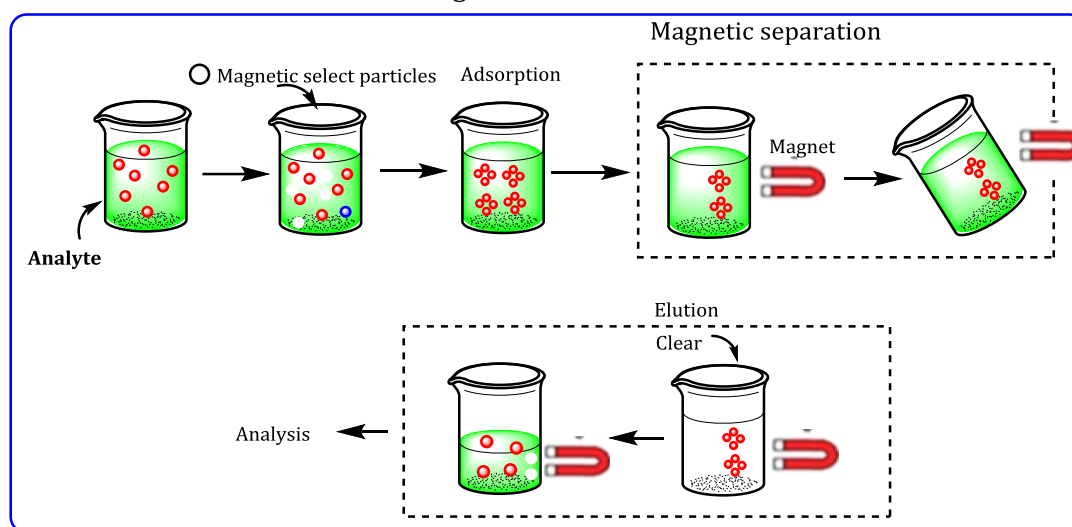 Magnetic separation
Magnetic select particles
Adsorption
Magnet
Analyte
Elution
Clear
Analysis